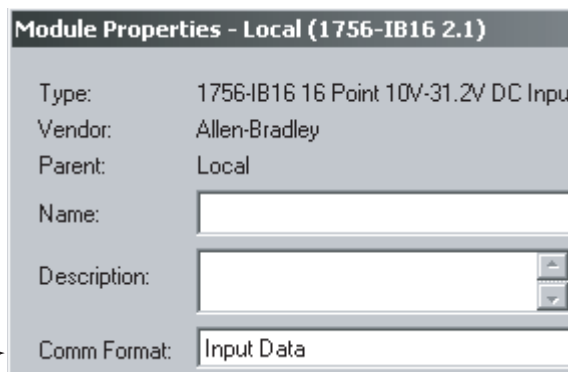 Module Properties - Local (1756-IB16 2.1)
Type: 1756-IB16 16 Point 10V-31.2V DC Inpu
Vendor: Allen-Bradley
Parent: Local
Name:
Description:
Comm Format: Input Data